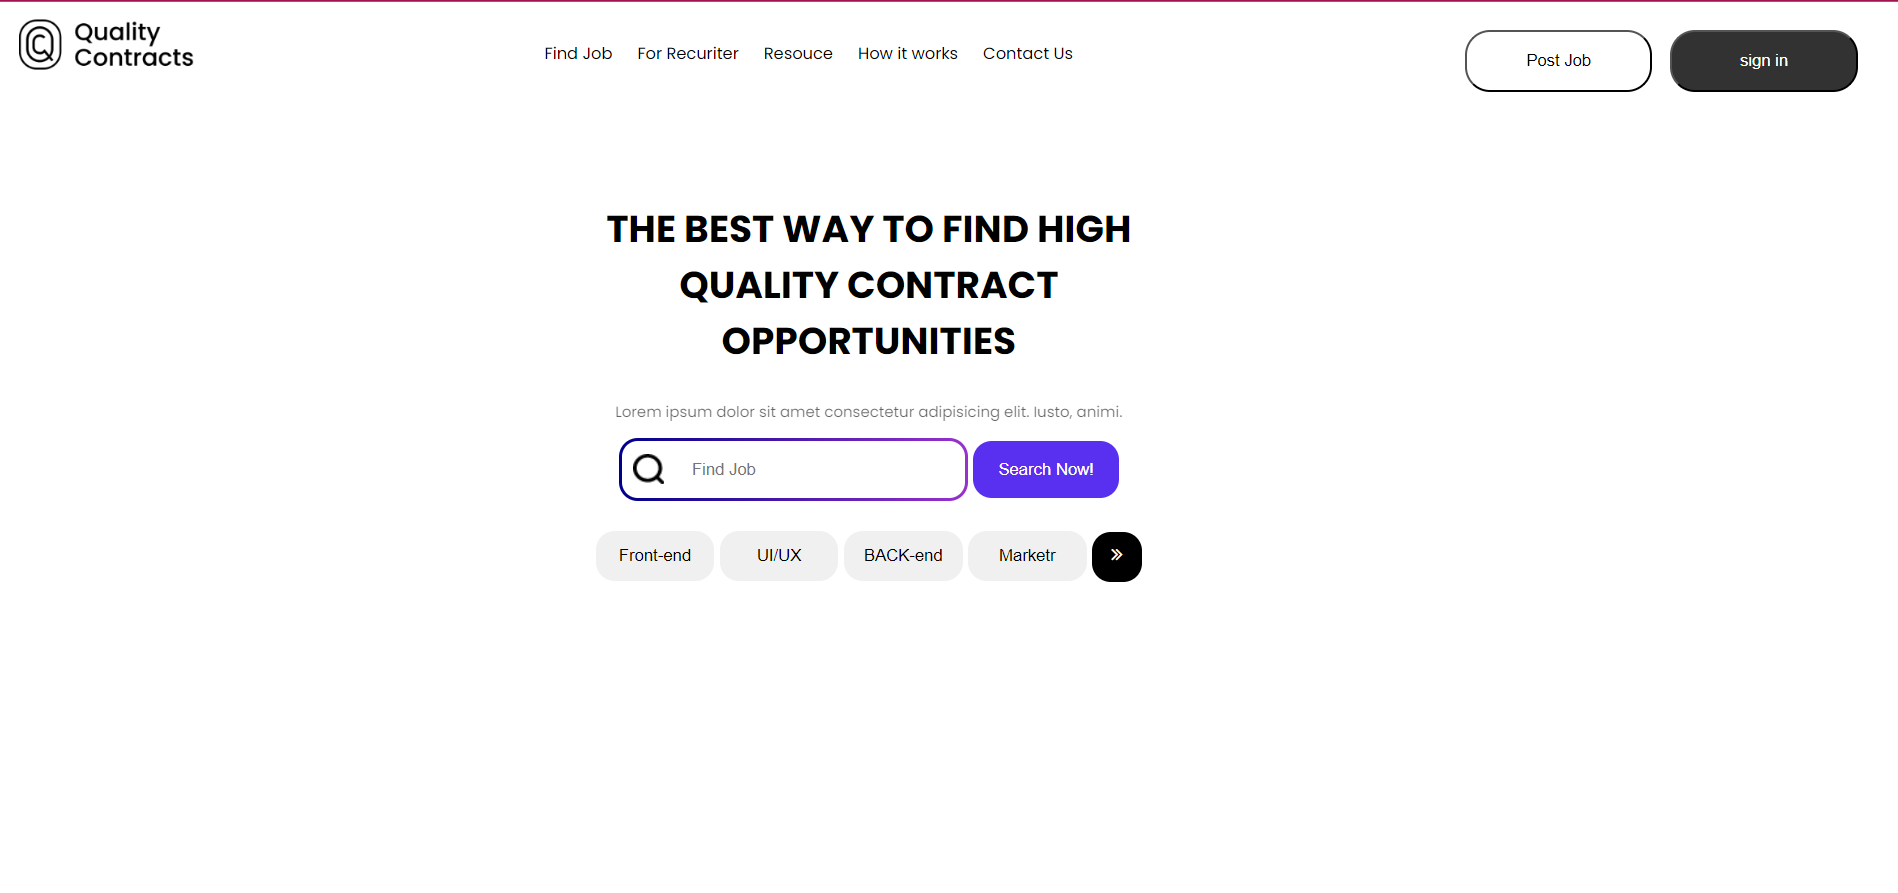 Quality
Contracts
Find Job For Recuriter Resouce How it works Contact Us
Post Job
sign in
THE BEST WAY TO FIND HIGH
QUALITY CONTRACT
OPPORTUNITIES
Lorem ipsum dolor sit amet consectetur adipisicing elit. Iusto, animi.
Find Job
Search Now!
Front-end UI/UX BACK-end Marketr »